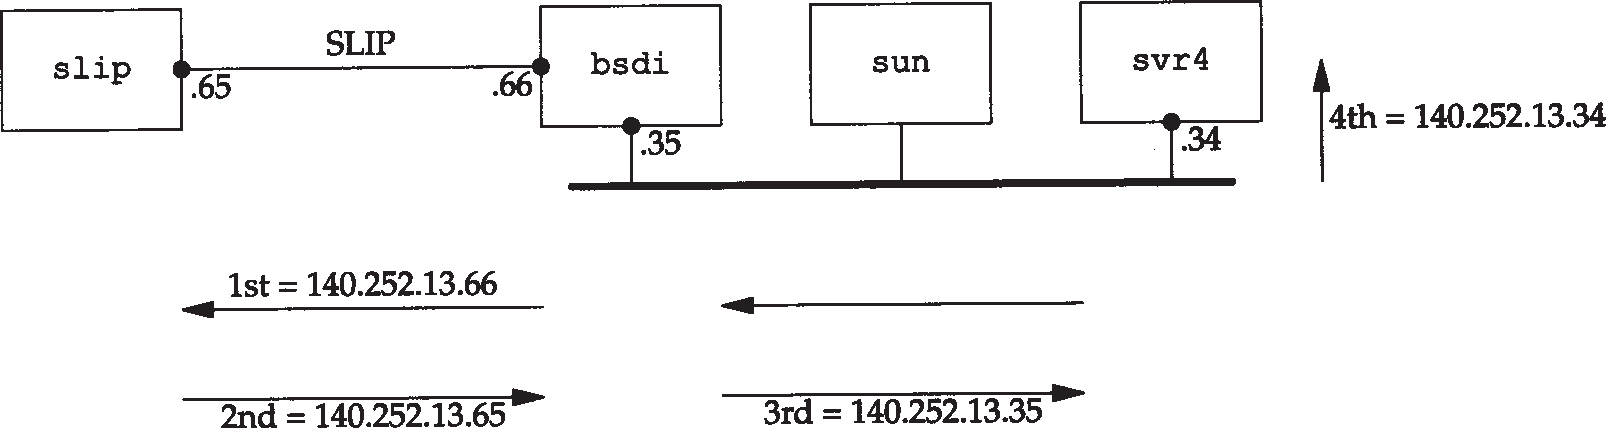 slip
SLIP
bsdi
sun
svr4
.65
.66
.35
.34
4th = 140.252.13.34
1st = 140.252.13.66
2nd = 140.252.13.65
3rd = 140.252.13.35